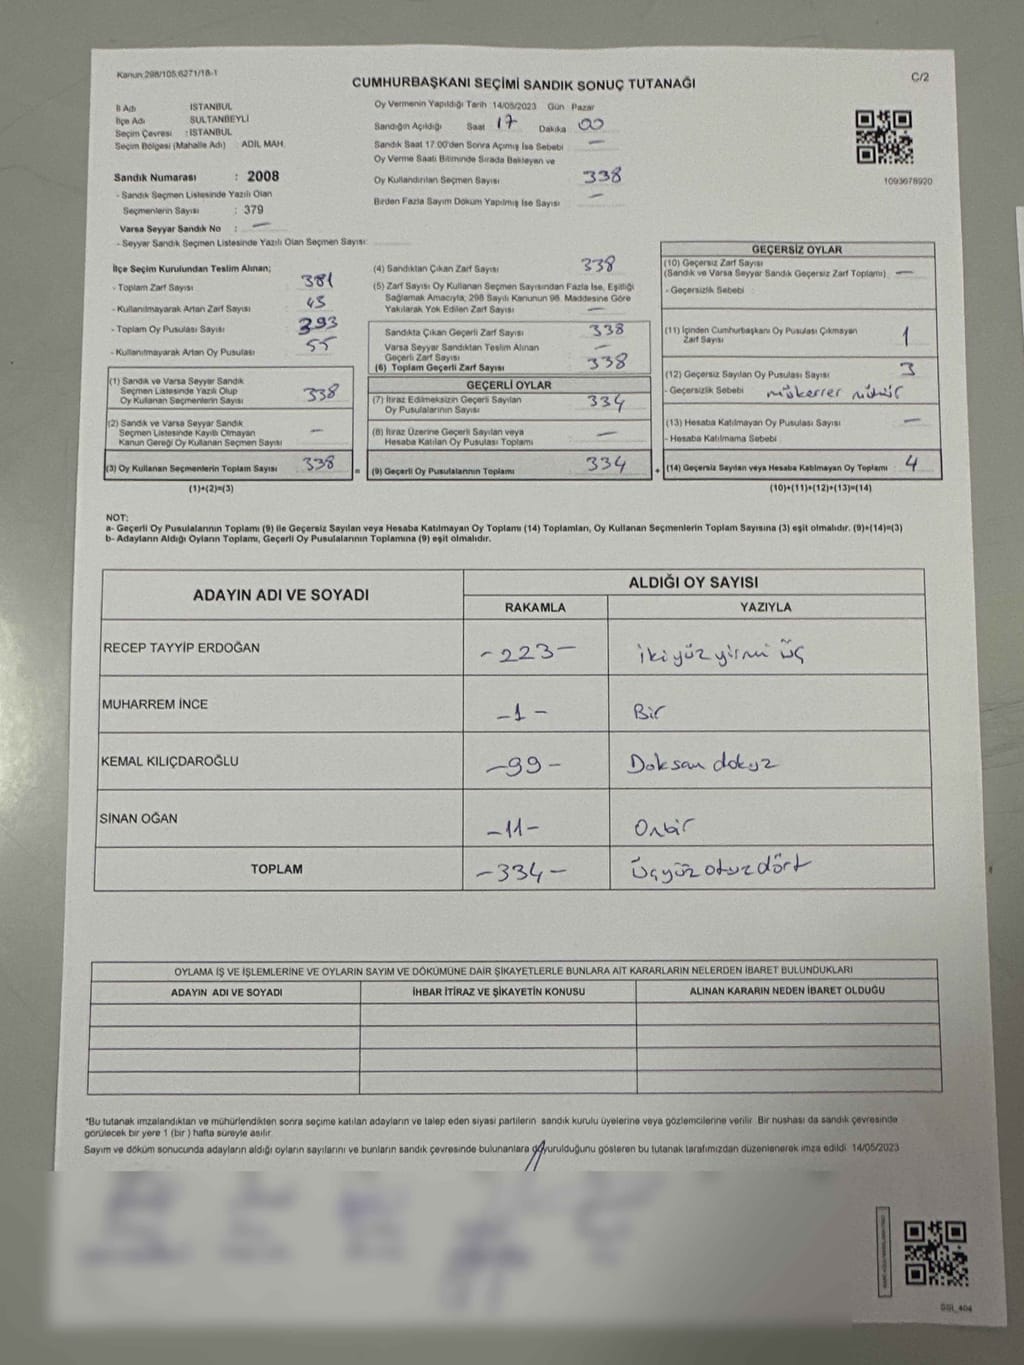 Kanun:298/105;6271/18-1
C/2
CUMHURBAŞKANI SEÇİMİ SANDIK SONUÇ TUTANAĞI
İl Adı İSTANBUL
İlçe Adı SULTANBEYLİ
Seçim Çevresi : İSTANBUL
Seçim Bölgesi (Mahalle Adı) ADİL MAH.
Sandık Numarası : 2008
- Sandık Seçmen Listesinde Yazılı Olan
Seçmenlerin Sayısı : 379
Varsa Seyyar Sandık No : —
- Seyyar Sandık Seçmen Listesinde Yazılı Olan Seçmen Sayısı:
Oy Vermenin Yapıldığı Tarih 14/05/2023 Gün Pazar
Sandığın Açıldığı Saat 17 Dakika 00
Sandık Saat 17.00'den Sonra Açımış İse Sebebi —
Oy Verme Saati Bitiminde Sırada Bekleyen ve
Oy Kullandırılan Seçmen Sayısı 338
Birden Fazla Sayım Döküm Yapılmış İse Sayısı —
1093078920
İlçe Seçim Kurulundan Teslim Alınan;
- Toplam Zarf Sayısı 381
- Kullanılmayarak Artan Zarf Sayısı 43
- Toplam Oy Pusulası Sayısı 393
- Kullanılmayarak Artan Oy Pusulası 55
(1) Sandık ve Varsa Seyyar Sandık
Seçmen Listesinde Yazılı Olup
Oy Kullanan Seçmenlerin Sayısı 338
(2) Sandık ve Varsa Seyyar Sandık
Seçmen Listesinde Kayıtlı Olmayan
Kanun Gereği Oy Kullanan Seçmen Sayısı —
(3) Oy Kullanan Seçmenlerin Toplam Sayısı 338
(1)+(2)=(3)
=
(4) Sandıktan Çıkan Zarf Sayısı 338
(5) Zarf Sayısı Oy Kullanan Seçmen Sayısından Fazla İse, Eşitliği
Sağlamak Amacıyla, 298 Sayılı Kanunun 98. Maddesine Göre
Yakılarak Yok Edilen Zarf Sayısı —
Sandıkta Çıkan Geçerli Zarf Sayısı 338
Varsa Seyyar Sandıktan Teslim Alınan
Geçerli Zarf Sayısı —
(6) Toplam Geçerli Zarf Sayısı 338
GEÇERLİ OYLAR
(7) İtiraz Edilmeksizin Geçerli Sayılan
Oy Pusulalarının Sayısı 334
(8) İtiraz Üzerine Geçerli Sayılan veya
Hesaba Katılan Oy Pusulası Toplamı —
(9) Geçerli Oy Pusulalarının Toplamı 334
+
GEÇERSİZ OYLAR
(10) Geçersiz Zarf Sayısı
(Sandık ve Varsa Seyyar Sandık Geçersiz Zarf Toplamı) —
- Geçersizlik Sebebi :
(11) İçinden Cumhurbaşkanı Oy Pusulası Çıkmayan
Zarf Sayısı 1
(12) Geçersiz Sayılan Oy Pusulası Sayısı 3
- Geçersizlik Sebebi mükerrer mühür
(13) Hesaba Katılmayan Oy Pusulası Sayısı —
- Hesaba Katılmama Sebebi
(14) Geçersiz Sayılan veya Hesaba Katılmayan Oy Toplamı 4
(10)+(11)+(12)+(13)=(14)
NOT:
a- Geçerli Oy Pusulalarının Toplamı (9) ile Geçersiz Sayılan veya Hesaba Katılmayan Oy Toplamı (14) Toplamları, Oy Kullanan Seçmenlerin Toplam Sayısına (3) eşit olmalıdır. (9)+(14)=(3)
b- Adayların Aldığı Oyların Toplamı, Geçerli Oy Pusulalarının Toplamına (9) eşit olmalıdır.
ADAYIN ADI VE SOYADI ALDIĞI OY SAYISI
RAKAMLA YAZIYLA
RECEP TAYYİP ERDOĞAN -223- ikiyüz yirmi üç
MUHARREM İNCE -1- Bir
KEMAL KILIÇDAROĞLU -99- Doksan dokuz
SİNAN OĞAN -11- Onbir
TOPLAM -334- üçyüz otuz dört
OYLAMA İŞ VE İŞLEMLERİNE VE OYLARIN SAYIM VE DÖKÜMÜNE DAİR ŞİKAYETLERLE BUNLARA AİT KARARLARIN NELERDEN İBARET BULUNDUKLARI
ADAYIN ADI VE SOYADI İHBAR İTİRAZ VE ŞİKAYETİN KONUSU ALINAN KARARIN NEDEN İBARET OLDUĞU
*Bu tutanak imzalandıktan ve mühürlendikten sonra seçime katılan adayların ve talep eden siyasi partilerin sandık kurulu üyelerine veya gözlemcilerine verilir. Bir nüshası da sandık çevresinde
görülecek bir yere 1 (bir ) hafta süreyle asılır.
Sayım ve döküm sonucunda adayların aldığı oyların sayılarını ve bunların sandık çevresinde bulunanlara duyurulduğunu gösteren bu tutanak tarafımızdan düzenlenerek imza edildi. 14/05/2023
SSI_404